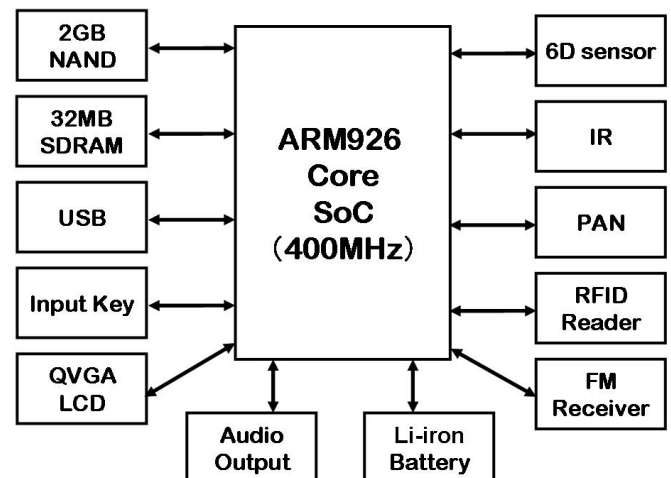 2GB
NAND
32MB
SDRAM
USB
Input Key
QVGA
LCD
ARM926
Core
SoC
（400MHz）
6D sensor
IR
PAN
RFID
Reader
FM
Receiver
Audio
Output
Li-iron
Battery